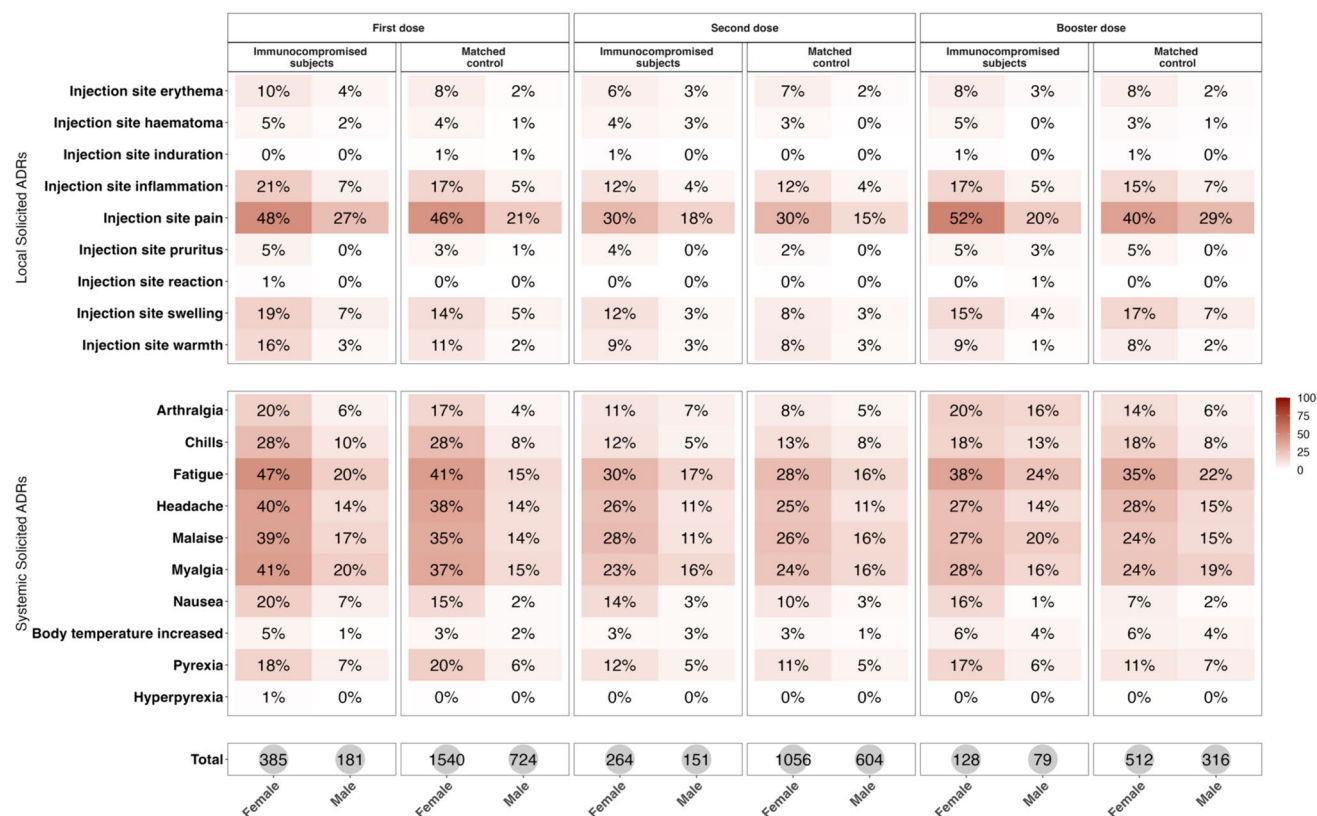 First dose Second dose Booster dose
Immunocompromised subjects Matched control Immunocompromised subjects Matched control Immunocompromised subjects Matched control
Local Solicited ADRs
Injection site erythema 10% 4% 8% 2% 6% 3% 7% 2% 8% 3% 8% 2%
Injection site haematoma 5% 2% 4% 1% 4% 3% 3% 0% 5% 0% 3% 1%
Injection site induration 0% 0% 1% 1% 1% 0% 0% 0% 1% 0% 1% 0%
Injection site inflammation 21% 7% 17% 5% 12% 4% 12% 4% 17% 5% 15% 7%
Injection site pain 48% 27% 46% 21% 30% 18% 30% 15% 52% 20% 40% 29%
Injection site pruritus 5% 0% 3% 1% 4% 0% 2% 0% 5% 3% 5% 0%
Injection site reaction 1% 0% 0% 0% 0% 0% 0% 0% 0% 1% 0% 0%
Injection site swelling 19% 7% 14% 5% 12% 3% 8% 3% 15% 4% 17% 7%
Injection site warmth 16% 3% 11% 2% 9% 3% 8% 3% 9% 1% 8% 2%
Systemic Solicited ADRs
Arthralgia 20% 6% 17% 4% 11% 7% 8% 5% 20% 16% 14% 6%
Chills 28% 10% 28% 8% 12% 5% 13% 8% 18% 13% 18% 8%
Fatigue 47% 20% 41% 15% 30% 17% 28% 16% 38% 24% 35% 22%
Headache 40% 14% 38% 14% 26% 11% 25% 11% 27% 14% 28% 15%
Malaise 39% 17% 35% 14% 28% 11% 26% 16% 27% 20% 24% 15%
Myalgia 41% 20% 37% 15% 23% 16% 24% 16% 28% 16% 24% 19%
Nausea 20% 7% 15% 2% 14% 3% 10% 3% 16% 1% 7% 2%
Body temperature increased 5% 1% 3% 2% 3% 3% 3% 1% 6% 4% 6% 4%
Pyrexia 18% 7% 20% 6% 12% 5% 11% 5% 17% 6% 11% 7%
Hyperpyrexia 1% 0% 0% 0% 0% 0% 0% 0% 0% 0% 0% 0%
100
75
50
25
0
Total 385 181 1540 724 264 151 1056 604 128 79 512 316
Female Male Female Male Female Male Female Male Female Male Female Male